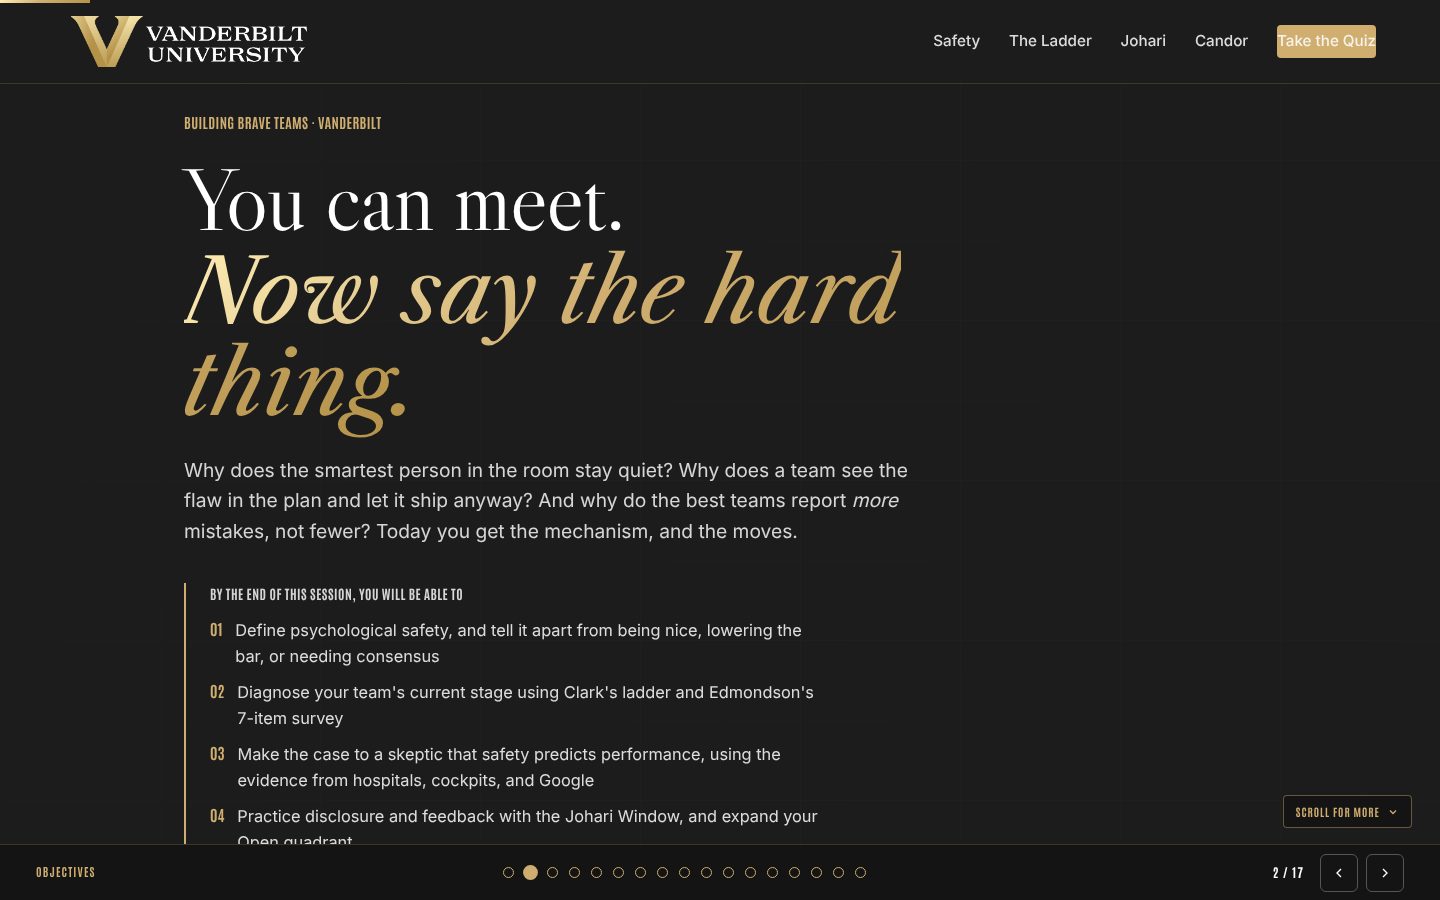 VANDERBILT
UNIVERSITY
Safety
The Ladder
Johari
Candor
Take the Quiz
BUILDING BRAVE TEAMS · VANDERBILT
You can meet.
Now say the hard
thing.
Why does the smartest person in the room stay quiet? Why does a team see the
flaw in the plan and let it ship anyway? And why do the best teams report more
mistakes, not fewer? Today you get the mechanism, and the moves.
BY THE END OF THIS SESSION, YOU WILL BE ABLE TO
01 Define psychological safety, and tell it apart from being nice, lowering the
bar, or needing consensus
02 Diagnose your team's current stage using Clark's ladder and Edmondson's
7-item survey
03 Make the case to a skeptic that safety predicts performance, using the
evidence from hospitals, cockpits, and Google
04 Practice disclosure and feedback with the Johari Window, and expand your
Open quadrant
SCROLL FOR MORE
OBJECTIVES
2 / 17